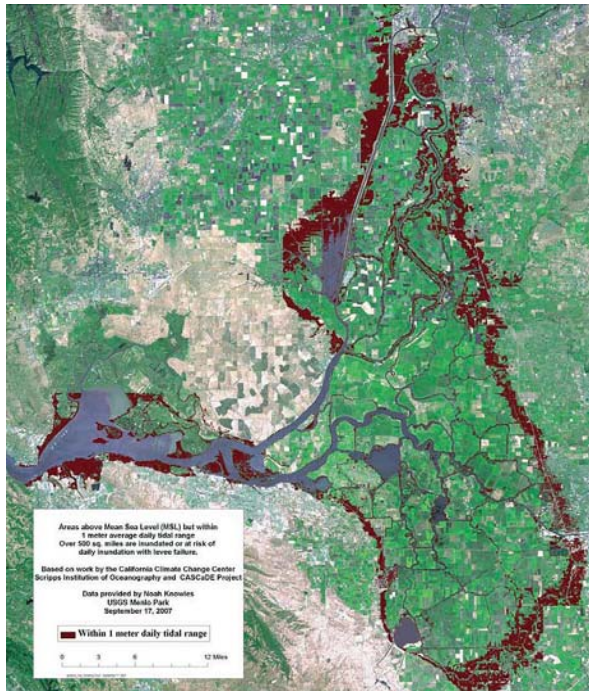 Areas above Mean Sea Level (MSL) but within
1 meter average daily tidal range
Over 500 sq. miles are inundated or at risk of
daily inundation with levee failure.
Based on work by the California Climate Change Center
Scripps Institution of Oceanography and CASCaDE Project
Data provided by Noah Knowles
USGS Menlo Park
September 17, 2007
Within 1 meter daily tidal range
0 3 6 12 Miles